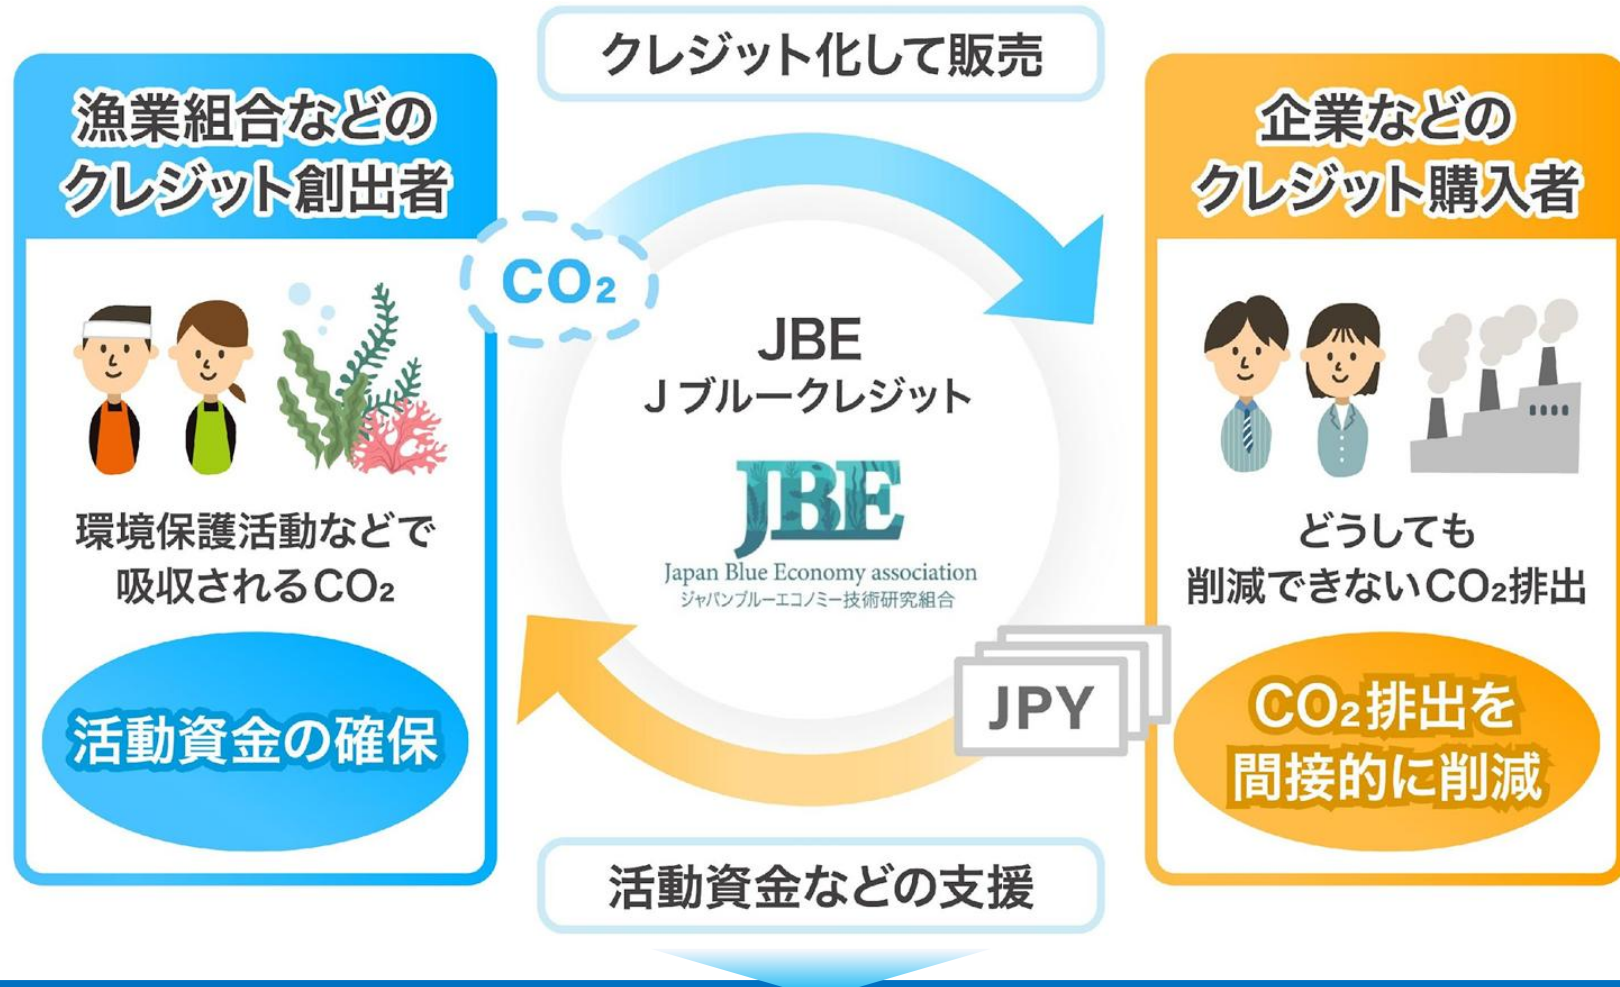 クレジット化して販売
漁業組合などの
クレジット創出者
CO₂
環境保護活動などで
吸収されるCO₂
活動資金の確保
JBE
Jブルークレジット
JBE
Japan Blue Economy association
ジャパンブルーエコノミー技術研究組合
JPY
企業などの
クレジット購入者
どうしても
削減できないCO₂排出
CO₂排出を
間接的に削減
活動資金などの支援